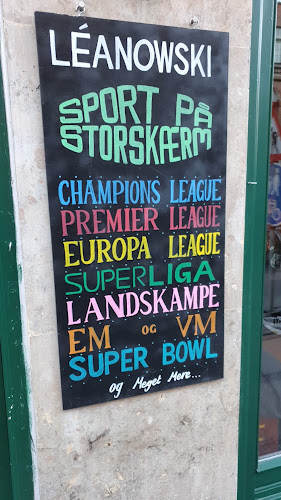 LÉANOWSKI
SPORT PÅ
STORSKÆRM
CHAMPIONS LEAGUE
PREMIER LEAGUE
EUROPA LEAGUE
SUPERLIGA
LANDSKAMPE
EM OG VM
SUPER BOWL
og Meget Mere...